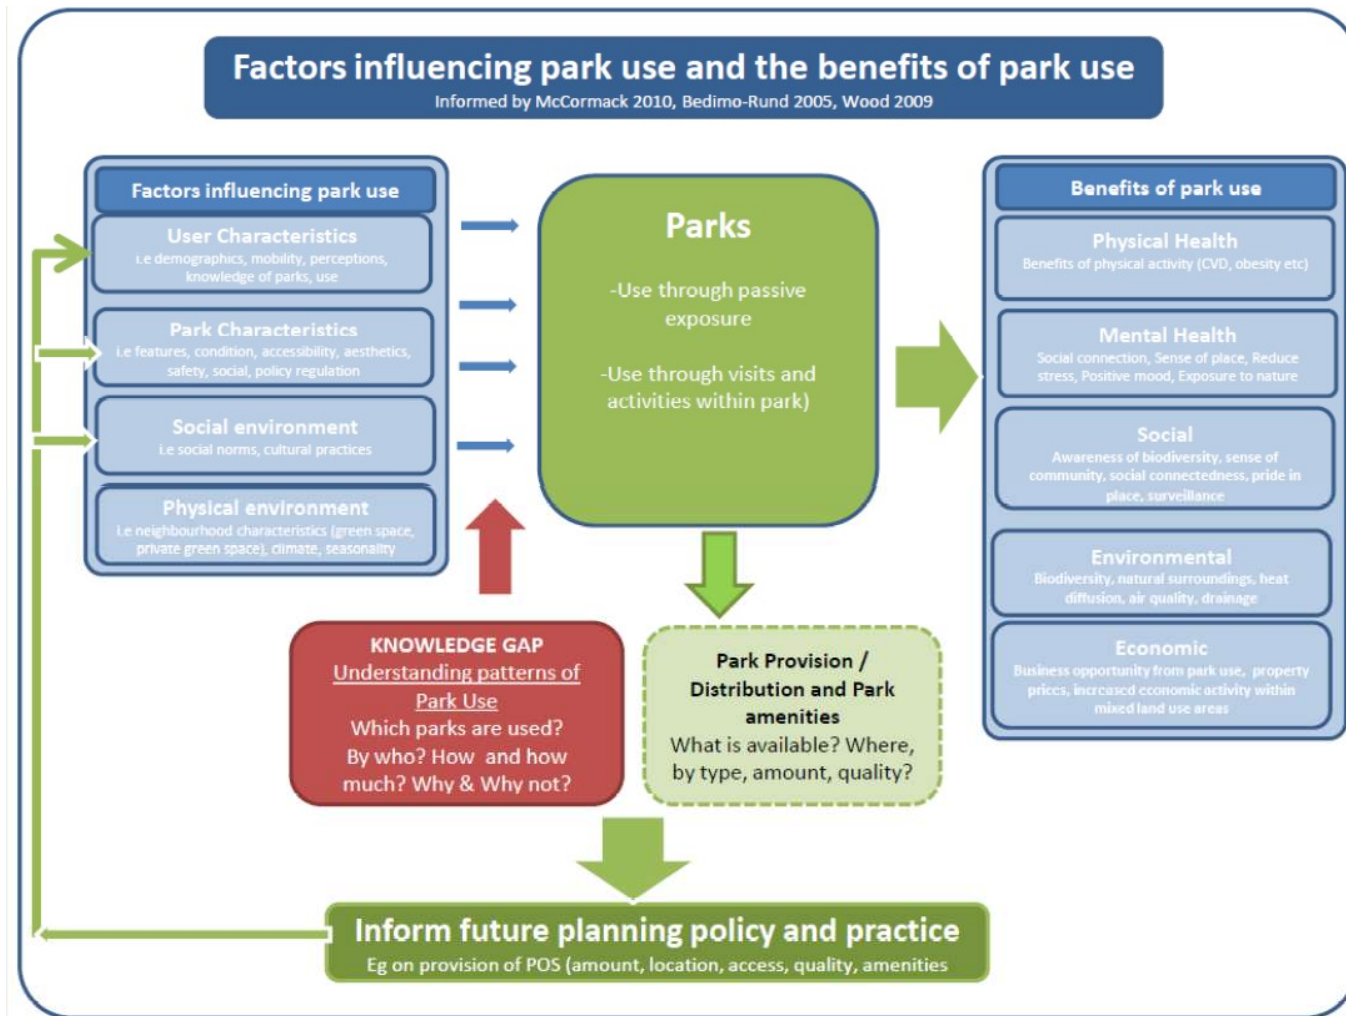 Factors influencing park use and the benefits of park use
Informed by McCormack 2010, Bedimo-Rund 2005, Wood 2009
Factors influencing park use
User Characteristics
i.e demographics, mobility, perceptions,
knowledge of parks, use
Park Characteristics
i.e features, condition, accessibility, aesthetics,
safety, social, policy regulation
Social environment
i.e social norms, cultural practices
Physical environment
i.e neighbourhood characteristics (green space,
private green space), climate, seasonality
Parks
-Use through passive
exposure
-Use through visits and
activities within park)
Benefits of park use
Physical Health
Benefits of physical activity (CVD, obesity etc)
Mental Health
Social connection, Sense of place, Reduce
stress, Positive mood, Exposure to nature
Social
Awareness of biodiversity, sense of
community, social connectedness, pride in
place, surveillance
Environmental
Biodiversity, natural surroundings, heat
diffusion, air quality, drainage
Economic
Business opportunity from park use, property
prices, increased economic activity within
mixed land use areas
KNOWLEDGE GAP
Understanding patterns of
Park Use
Which parks are used?
By who? How and how
much? Why & Why not?
Park Provision /
Distribution and Park
amenities
What is available? Where,
by type, amount, quality?
Inform future planning policy and practice
Eg on provision of POS (amount, location, access, quality, amenities